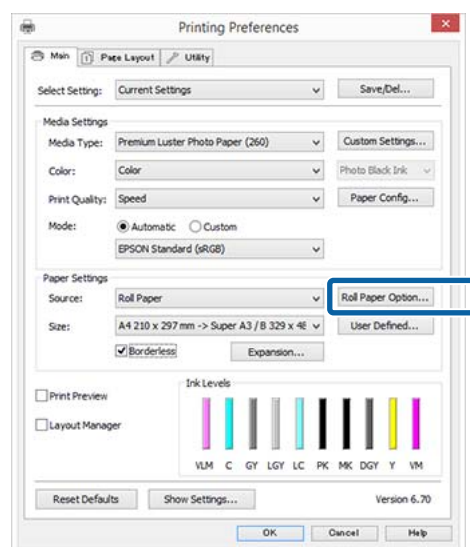 Printing Preferences
Main Page Layout Utility
Select Setting: Current Settings Save/Del...
Media Settings
Media Type: Premium Luster Photo Paper (260) Custom Settings...
Color: Color Photo Black Ink
Print Quality: Speed Paper Config...
Mode: Automatic Custom
EPSON Standard (sRGB)
Paper Settings
Source: Roll Paper Roll Paper Option...
Size: A4 210 x 297 mm -> Super A3 / B 329 x 48 User Defined...
Borderless Expansion...
Ink Levels
Print Preview
Layout Manager
VLM C GY LGY LC PK MK DGY Y VM
Reset Defaults Show Settings... Version 6.70
OK Cancel Help